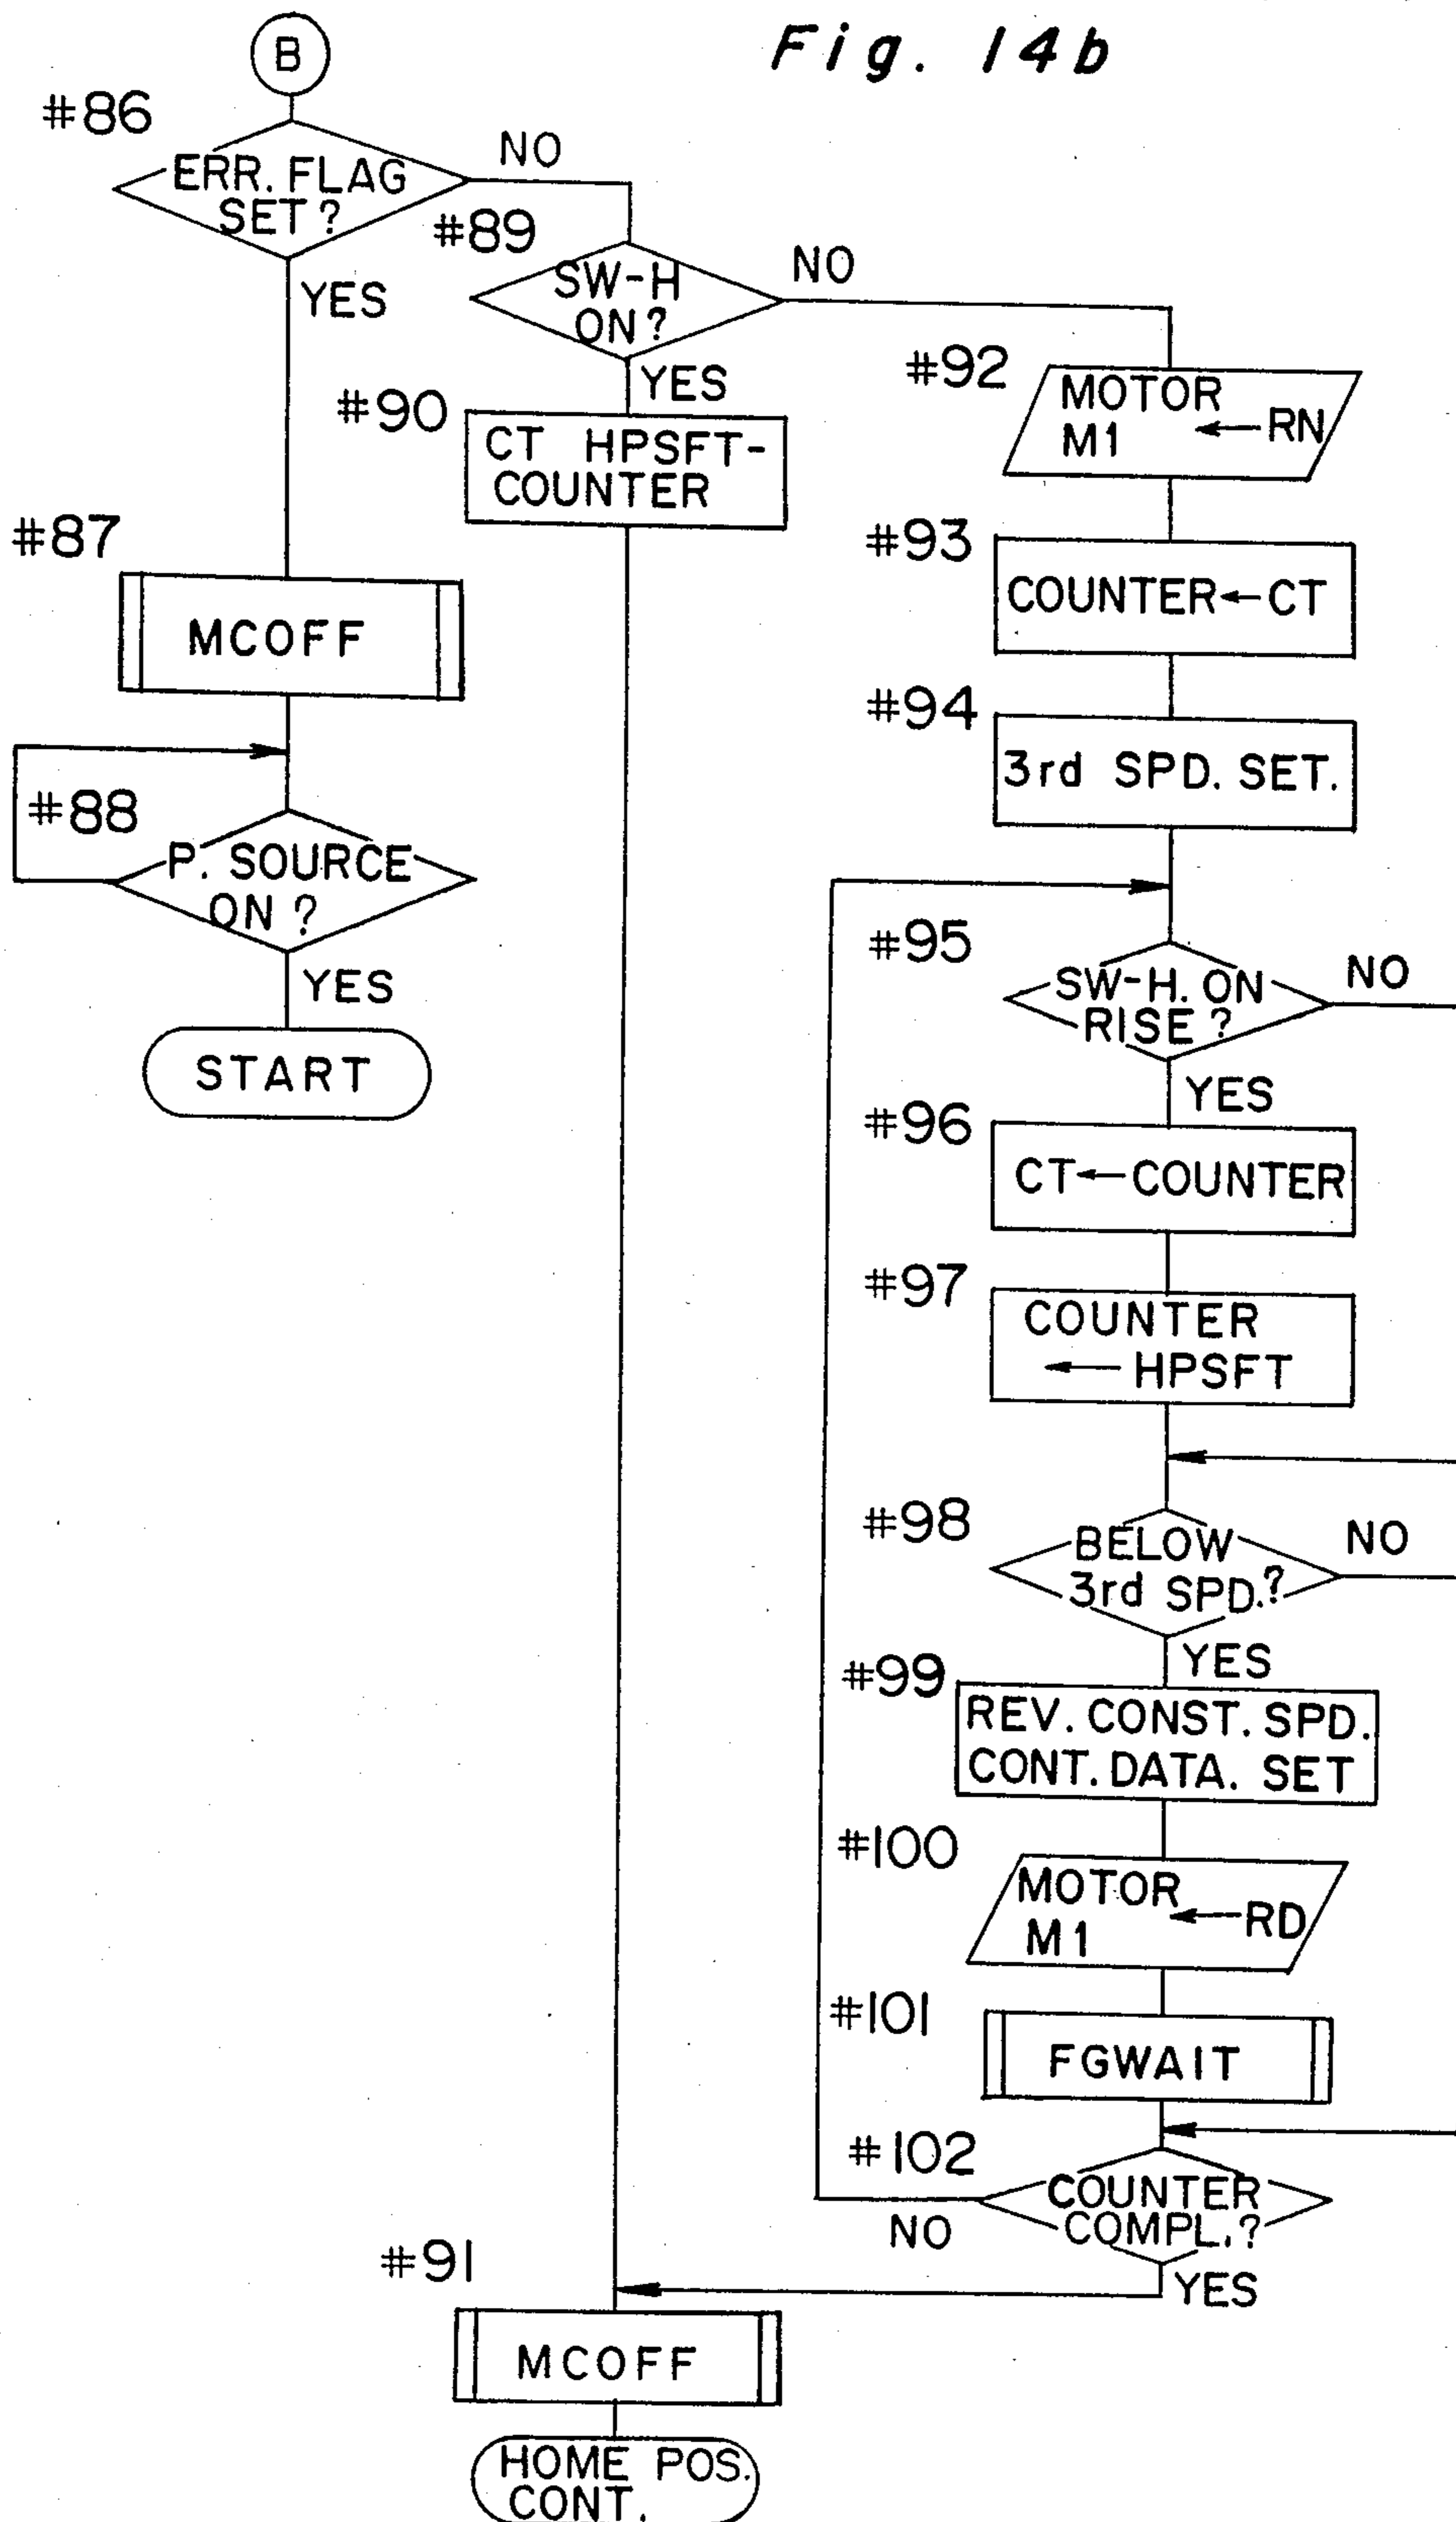 Fig. 14b
B
#86
ERR. FLAG
SET?
NO
YES
#87
MCOFF
#88
P. SOURCE
ON?
YES
START
#89
SW-H
ON?
NO
YES
#90
CT HPSFT-
COUNTER
#91
MCOFF
HOME POS.
CONT.
#92
MOTOR
M1 ←RN
#93
COUNTER←CT
#94
3rd SPD. SET.
#95
SW-H. ON
RISE?
NO
YES
#96
CT←COUNTER
#97
COUNTER
←HPSFT
#98
BELOW
3rd SPD.?
NO
YES
#99
REV. CONST. SPD.
CONT. DATA. SET
#100
MOTOR
M1 ←RD
#101
FGWAIT
#102
COUNTER
COMPL.?
NO
YES